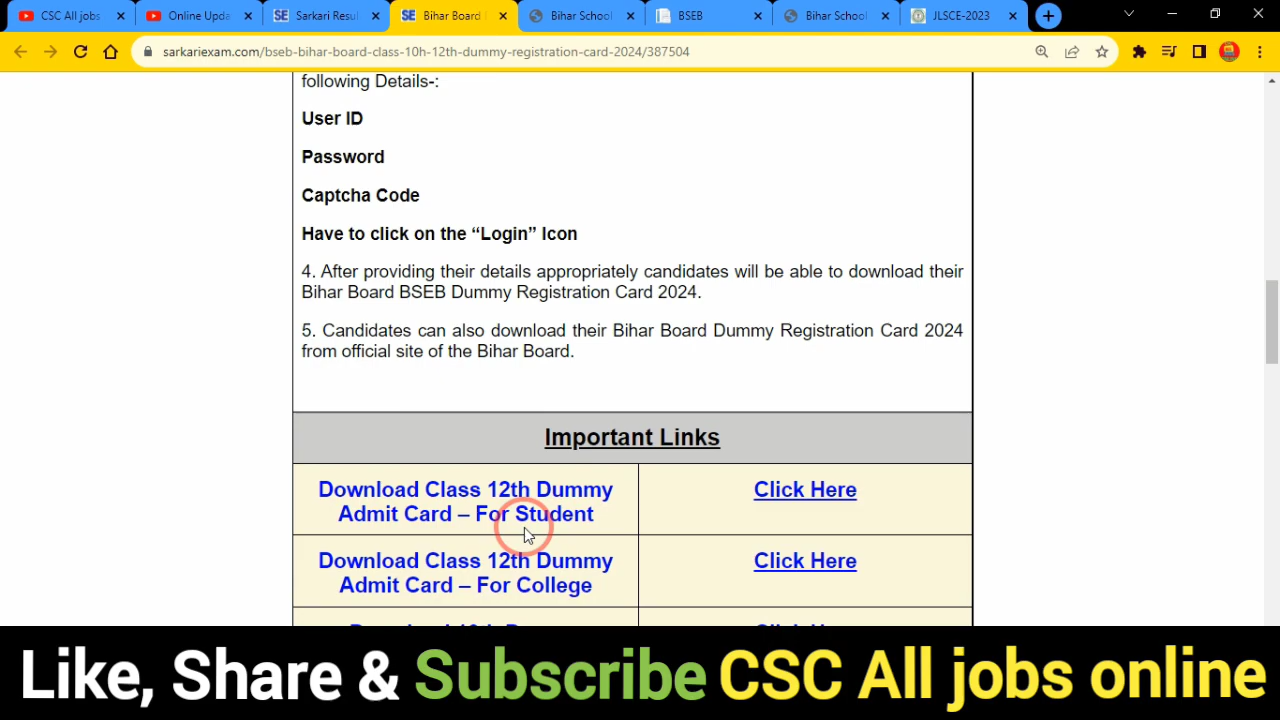 CSC All jobs
Online Upda
Sarkari Resul
Bihar Board
Bihar School
BSEB
Bihar School
JLSCE-2023
sarkariexam.com/bseb-bihar-board-class-10h-12th-dummy-registration-card-2024/387504
following Details-:
User ID
Password
Captcha Code
Have to click on the “Login” Icon
4. After providing their details appropriately candidates will be able to download their
Bihar Board BSEB Dummy Registration Card 2024.
5. Candidates can also download their Bihar Board Dummy Registration Card 2024
from official site of the Bihar Board.
Important Links
Download Class 12th Dummy
Admit Card – For Student
Click Here
Download Class 12th Dummy
Admit Card – For College
Click Here
Like, Share & Subscribe CSC All jobs online